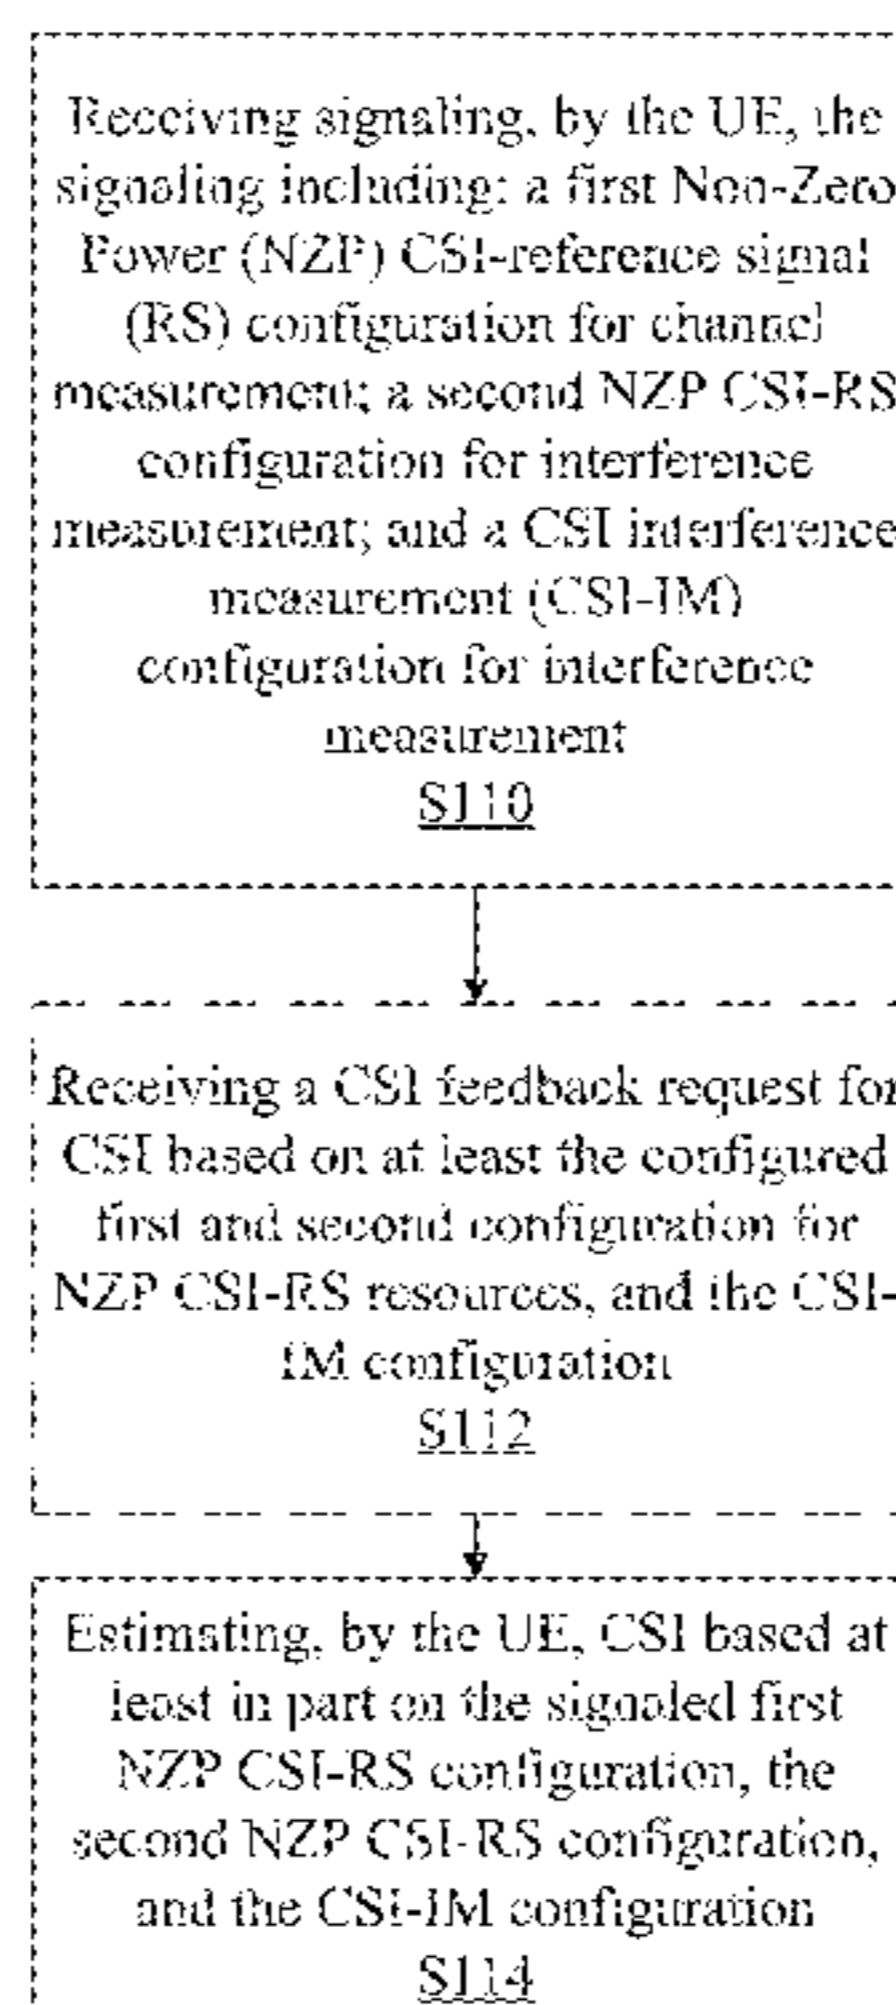 Receiving signaling, by the UE, the
signaling including: a first Non-Zero
Power (NZP) CSI-reference signal
(RS) configuration for channel
measurement; a second NZP CSI-RS
configuration for interference
measurement; and a CSI interference
measurement (CSI-IM)
configuration for interference
measurement
S110
Receiving a CSI feedback request for
CSI based on at least the configured
first and second configuration for
NZP CSI-RS resources, and the CSI-
IM configuration
S112
Estimating, by the UE, CSI based at
least in part on the signaled first
NZP CSI-RS configuration, the
second NZP CSI-RS configuration,
and the CSI-IM configuration
S114